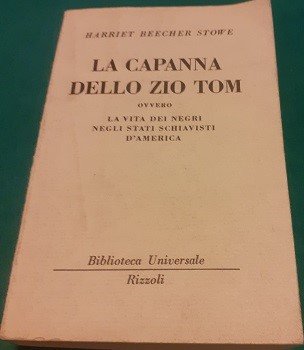 HARRIET BEECHER STOWE
LA CAPANNA
DELLO ZIO TOM
OVVERO
LA VITA DEI NEGRI
NEGLI STATI SCHIAVISTI
D'AMERICA
Biblioteca Universale
Rizzoli